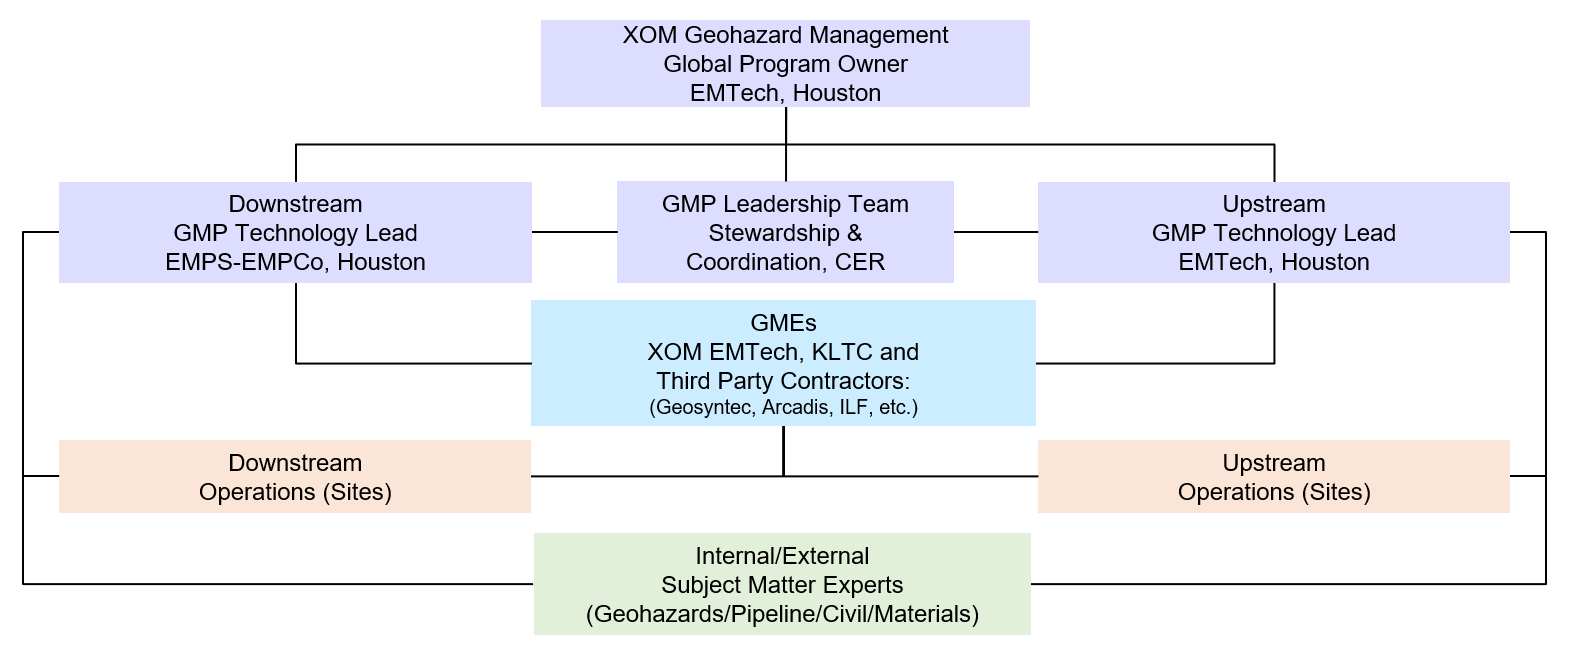 XOM Geohazard Management
Global Program Owner
EMTech, Houston
Downstream
GMP Technology Lead
EMPS-EMPCo, Houston
GMP Leadership Team
Stewardship &
Coordination, CER
Upstream
GMP Technology Lead
EMTech, Houston
GMEs
XOM EMTech, KLTC and
Third Party Contractors:
(Geosyntec, Arcadis, ILF, etc.)
Downstream
Operations (Sites)
Upstream
Operations (Sites)
Internal/External
Subject Matter Experts
(Geohazards/Pipeline/Civil/Materials)